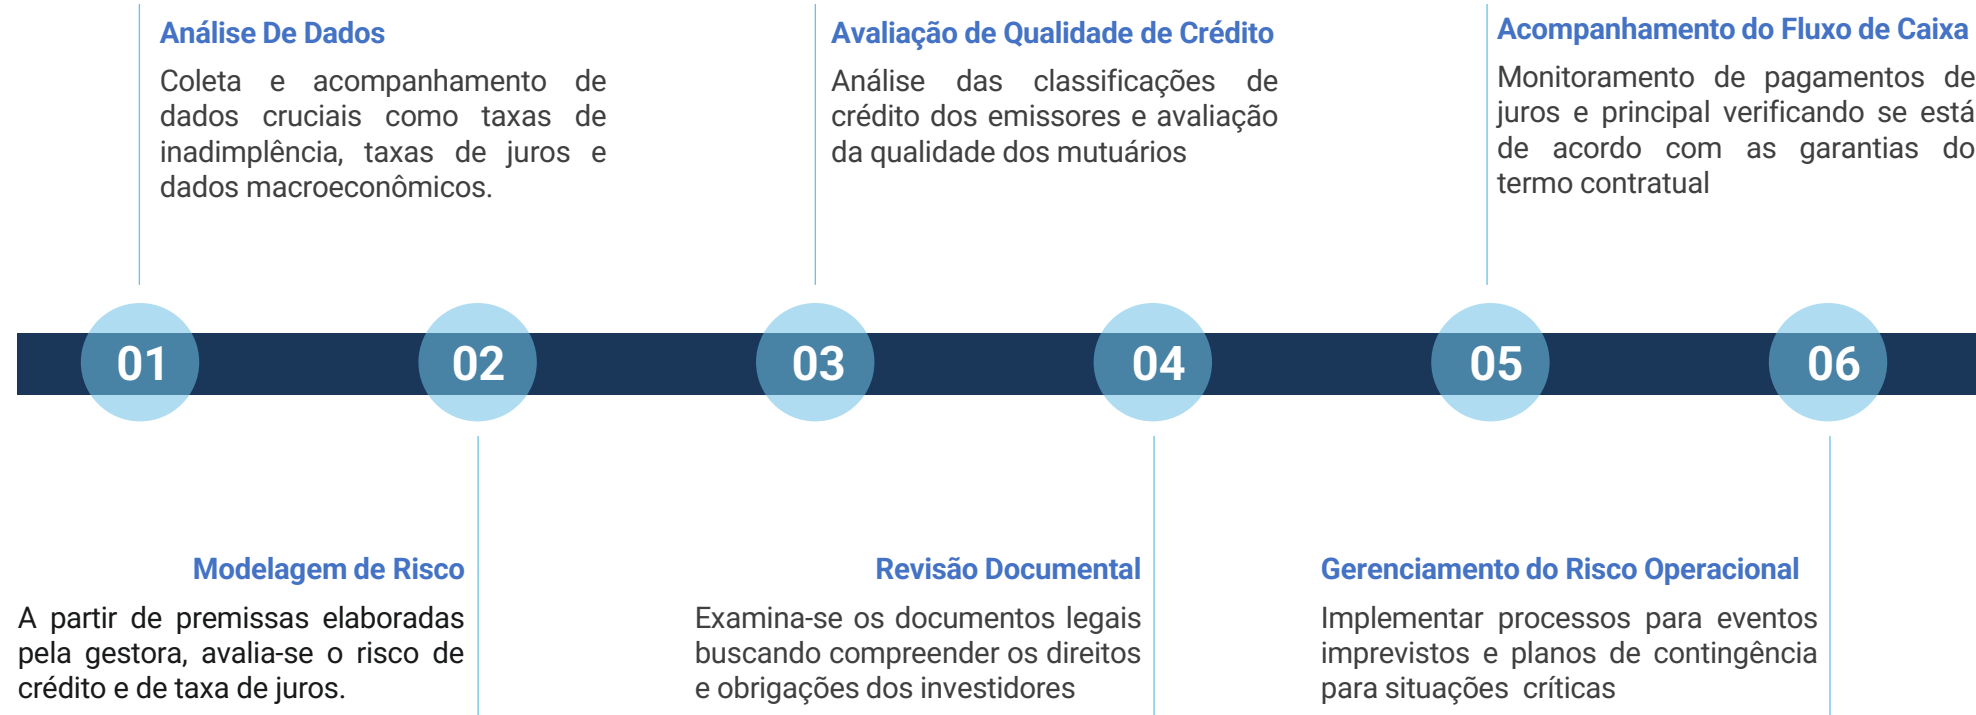 Análise De Dados
Coleta e acompanhamento de
dados cruciais como taxas de
inadimplência, taxas de juros e
dados macroeconômicos.
Avaliação de Qualidade de Crédito
Análise das classificações de
crédito dos emissores e avaliação
da qualidade dos mutuários
Acompanhamento do Fluxo de Caixa
Monitoramento de pagamentos de
juros e principal verificando se está
de acordo com as garantias do
termo contratual
01
02
03
04
05
06
Modelagem de Risco
A partir de premissas elaboradas
pela gestora, avalia-se o risco de
crédito e de taxa de juros.
Revisão Documental
Examina-se os documentos legais
buscando compreender os direitos
e obrigações dos investidores
Gerenciamento do Risco Operacional
Implementar processos para eventos
imprevistos e planos de contingência
para situações críticas